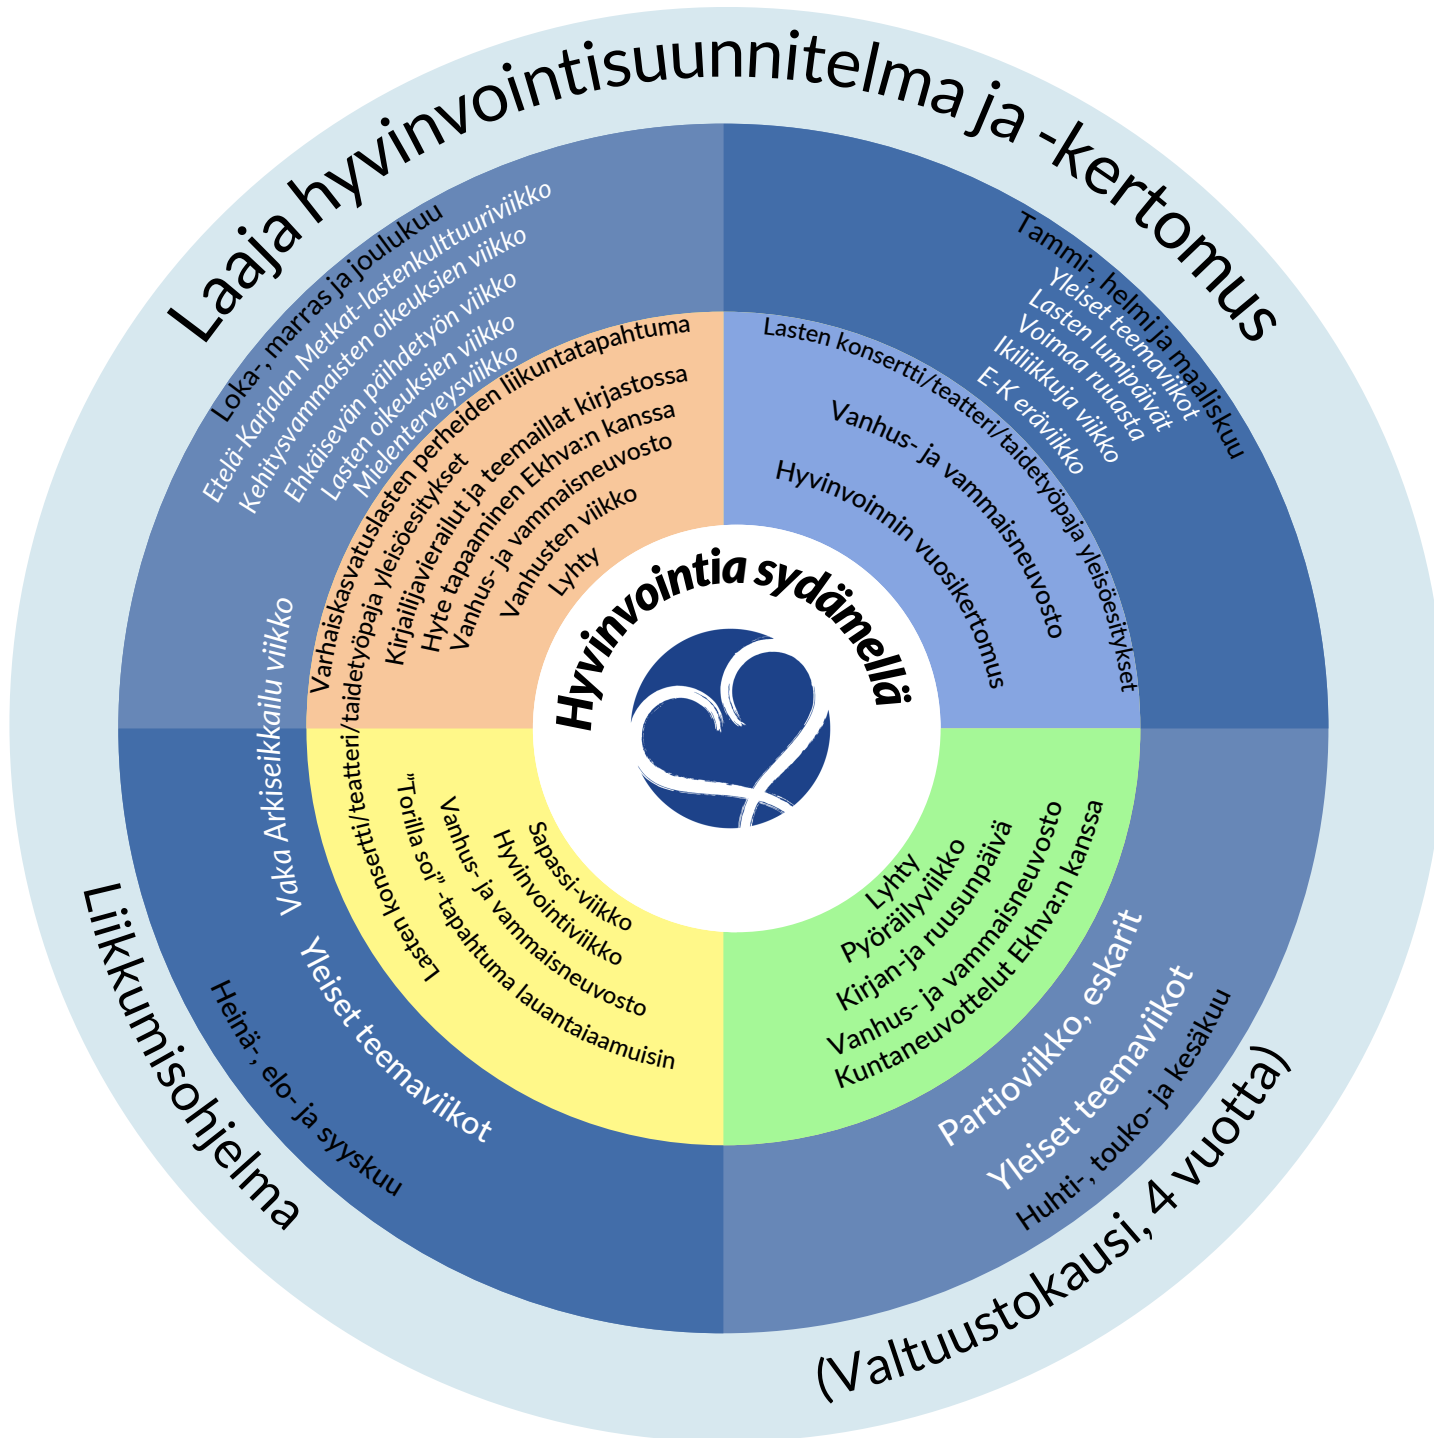 Laaja hyvinvointisuunnitelma ja -kertomus
(Valtuustokausi, 4 vuotta)
Liikkumisohjelma
Tammi-, helmi ja maaliskuu
Yleiset teemaviikot
Lasten lumipäivät
Voimaa ruuasta
Ikiliikkuja viikko
E-K eräviikko
Lasten konsertti/teatteri/taidetyöpaja yleisöesitykset
Vanhus- ja vammaisneuvosto
Hyvinvoinnin vuosikertomus
Lyhty
Pyöräilyviikko
Kirjan-ja ruusunpäivä
Vanhus- ja vammaisneuvosto
Kuntaneuvottelut Ekhva:n kanssa
Partioviikko, eskarit
Yleiset teemaviikot
Huhti-, touko- ja kesäkuu
Sapassi-viikko
Hyvinvointiviikko
Vanhus- ja vammaisneuvosto
"Torilla soi" -tapahtuma lauantaiaamuisin
Lasten konsertti/teatteri/taidetyöpaja yleisöesitykset
Vaka Arkiseikkailu viikko
Yleiset teemaviikot
Heinä-, elo- ja syyskuu
Loka-, marras ja joulukuu
Etelä-Karjalan Metkat-lastenkulttuuriviikko
Kehitysvammaisten oikeuksien viikko
Ehkäisevän päihdetyön viikko
Lasten oikeuksien viikko
Mielenterveysviikko
Varhaiskasvatuslasten perheiden liikuntatapahtuma
Kirjailijavierailut ja teemaillat kirjastossa
Hyte tapaaminen Ekhva:n kanssa
Vanhus- ja vammaisneuvosto
Vanhusten viikko
Lyhty
Hyvinvointia sydämellä